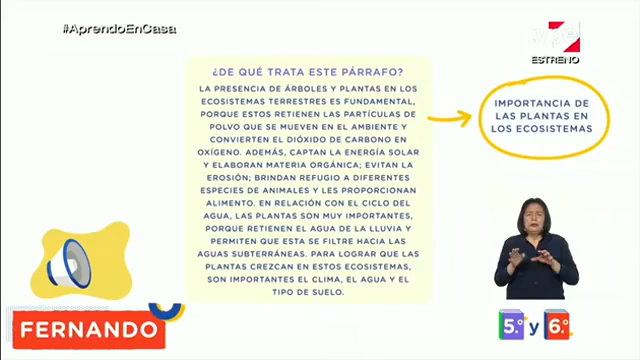 #AprendoEnCasa
ESTRENO
¿DE QUÉ TRATA ESTE PÁRRAFO?
LA PRESENCIA DE ÁRBOLES Y PLANTAS EN LOS
ECOSISTEMAS TERRESTRES ES FUNDAMENTAL,
PORQUE ESTOS RETIENEN LAS PARTÍCULAS DE
POLVO QUE SE MUEVEN EN EL AMBIENTE Y
CONVIERTEN EL DIÓXIDO DE CARBONO EN
OXÍGENO. ADEMÁS, CAPTAN LA ENERGÍA SOLAR
Y ELABORAN MATERIA ORGÁNICA; EVITAN LA
EROSIÓN; BRINDAN REFUGIO A DIFERENTES
ESPECIES DE ANIMALES Y LES PROPORCIONAN
ALIMENTO. EN RELACIÓN CON EL CICLO DEL
AGUA, LAS PLANTAS SON MUY IMPORTANTES,
PORQUE RETIENEN EL AGUA DE LA LLUVIA Y
PERMITEN QUE ESTA SE FILTRE HACIA LAS
AGUAS SUBTERRÁNEAS. PARA LOGRAR QUE LAS
PLANTAS CREZCAN EN ESTOS ECOSISTEMAS,
SON IMPORTANTES EL CLIMA, EL AGUA Y EL
TIPO DE SUELO.
IMPORTANCIA DE
LAS PLANTAS EN
LOS ECOSISTEMAS
FERNANDO
5.º y 6.º